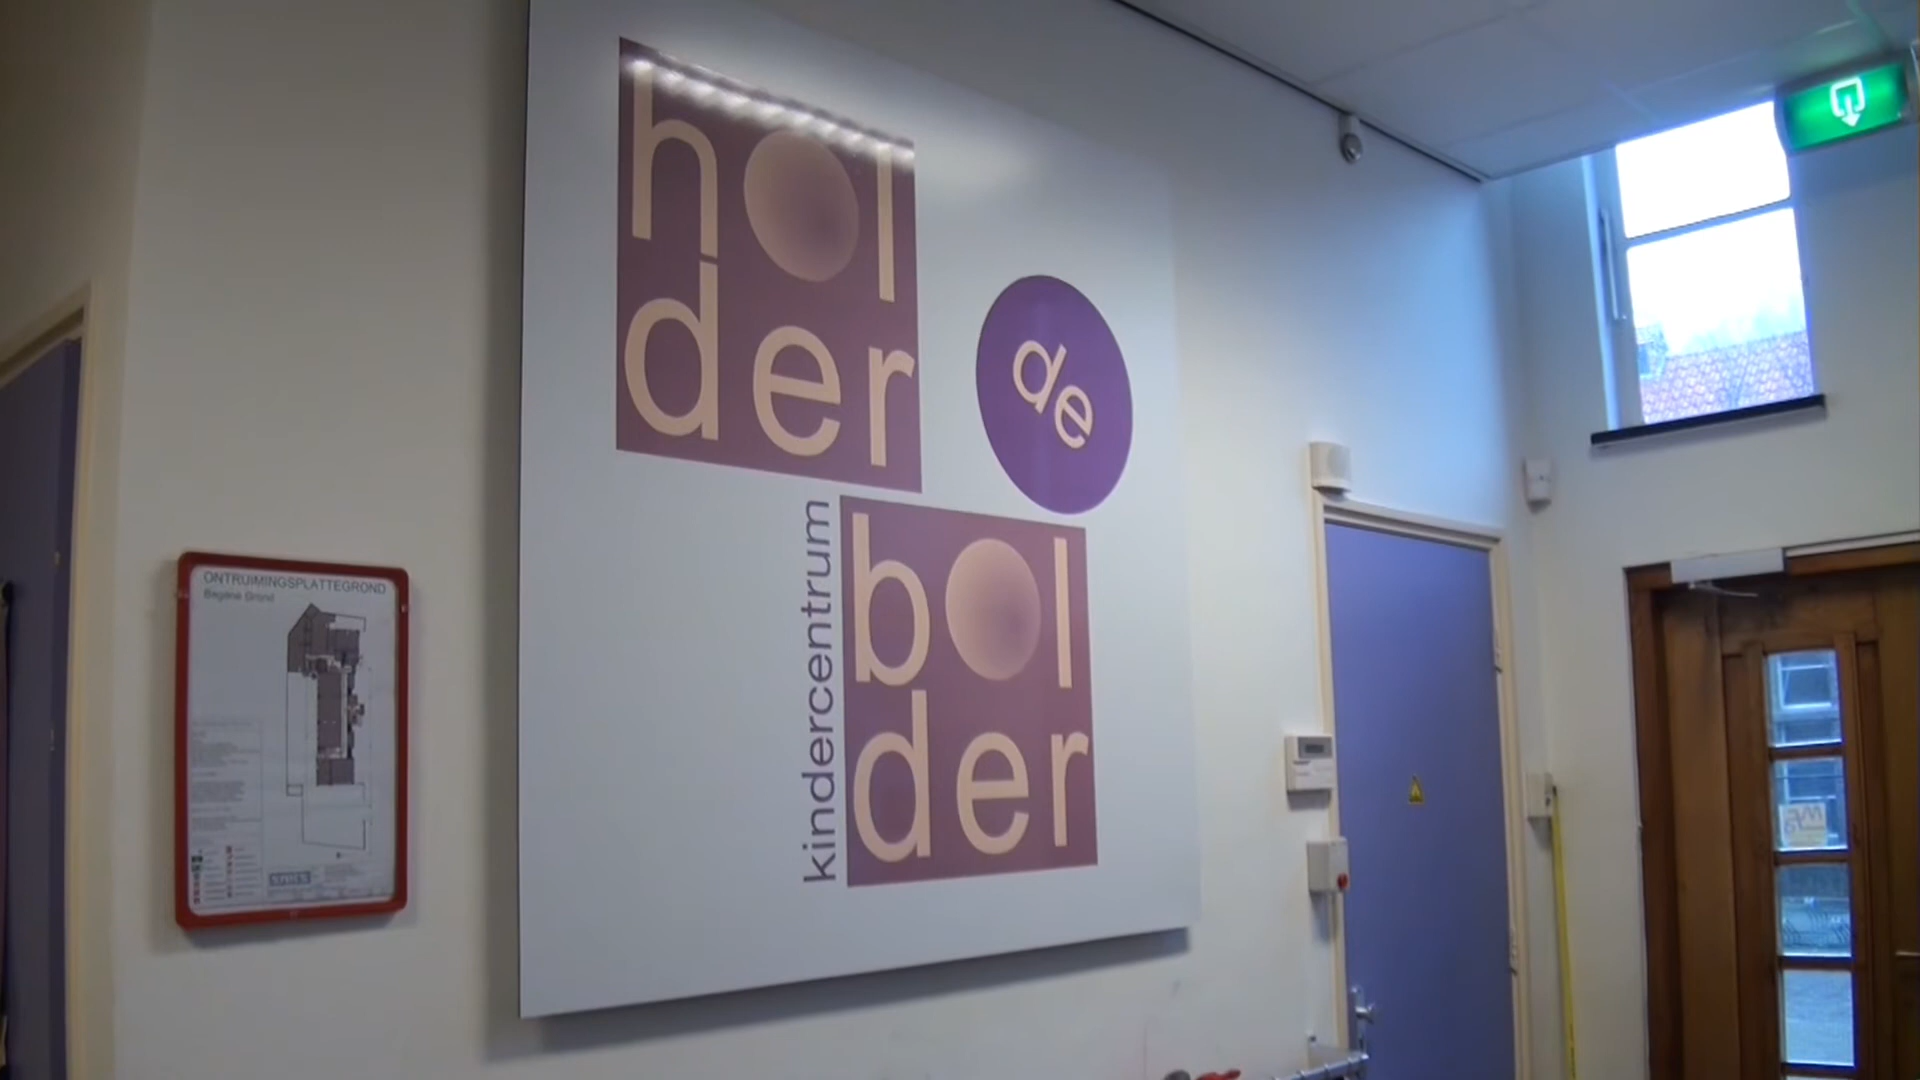 hol
der
de
kindercentrum
bol
der
ONTRUIMINGSPLATTEGROND
Begane Grond